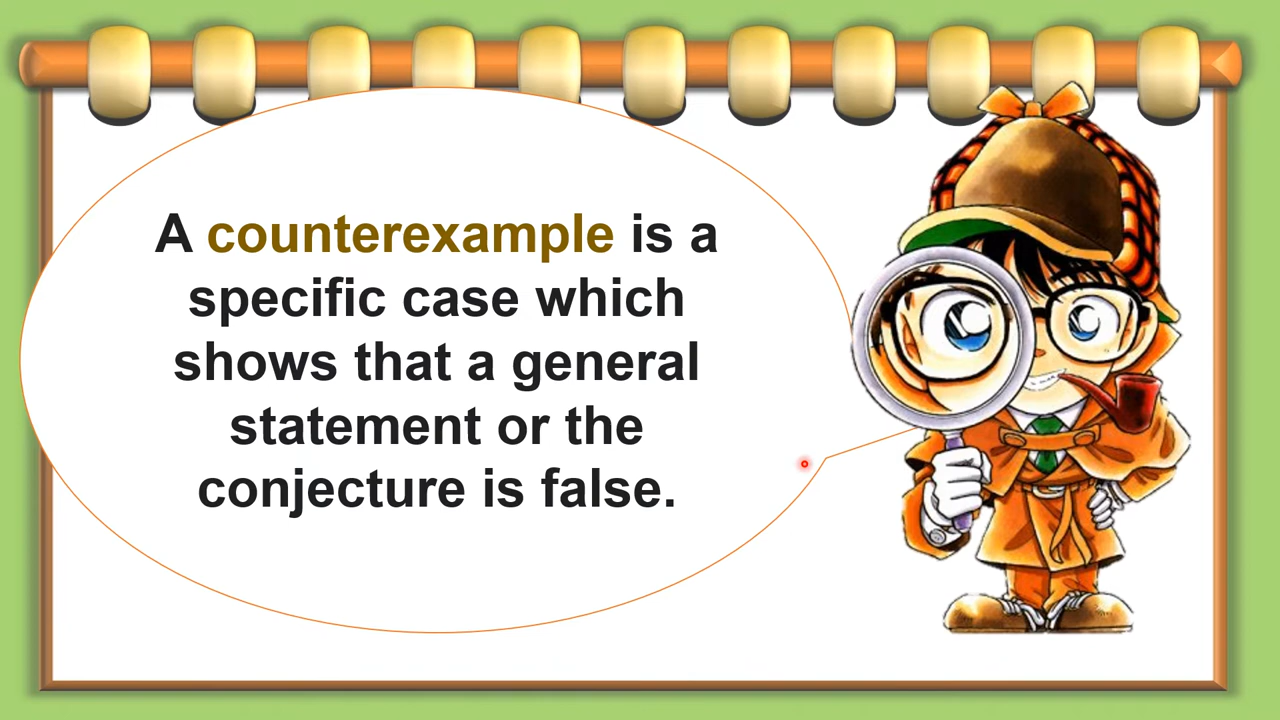 A counterexample is a
specific case which
shows that a general
statement or the
conjecture is false.